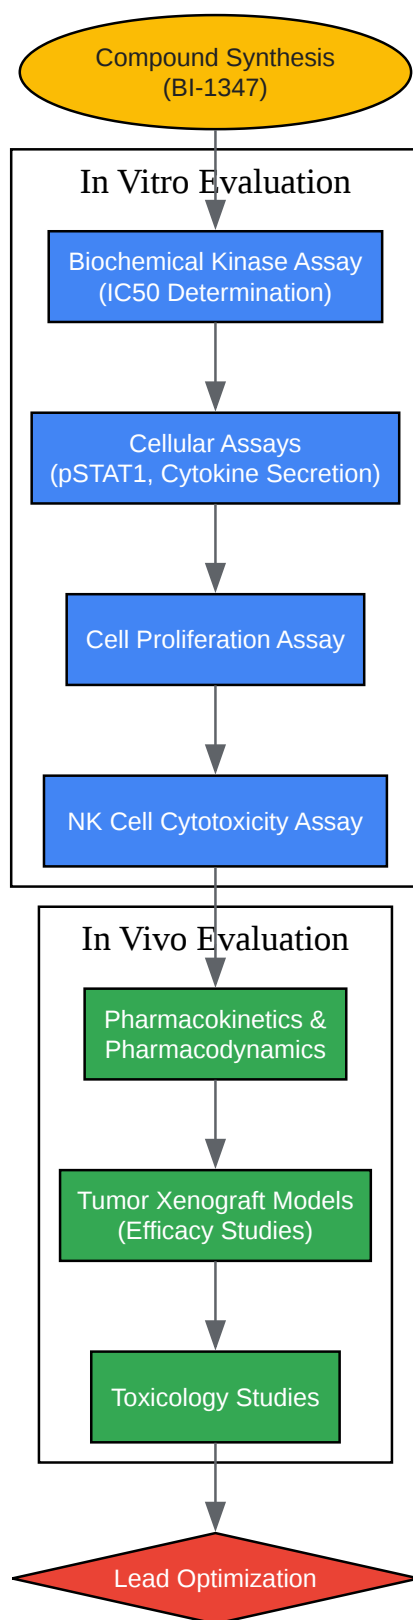 Compound Synthesis
(BI-1347)
In Vitro Evaluation
Biochemical Kinase Assay
(IC50 Determination)
Cellular Assays
(pSTAT1, Cytokine Secretion)
Cell Proliferation Assay
NK Cell Cytotoxicity Assay
In Vivo Evaluation
Pharmacokinetics &
Pharmacodynamics
Tumor Xenograft Models
(Efficacy Studies)
Toxicology Studies
Lead Optimization